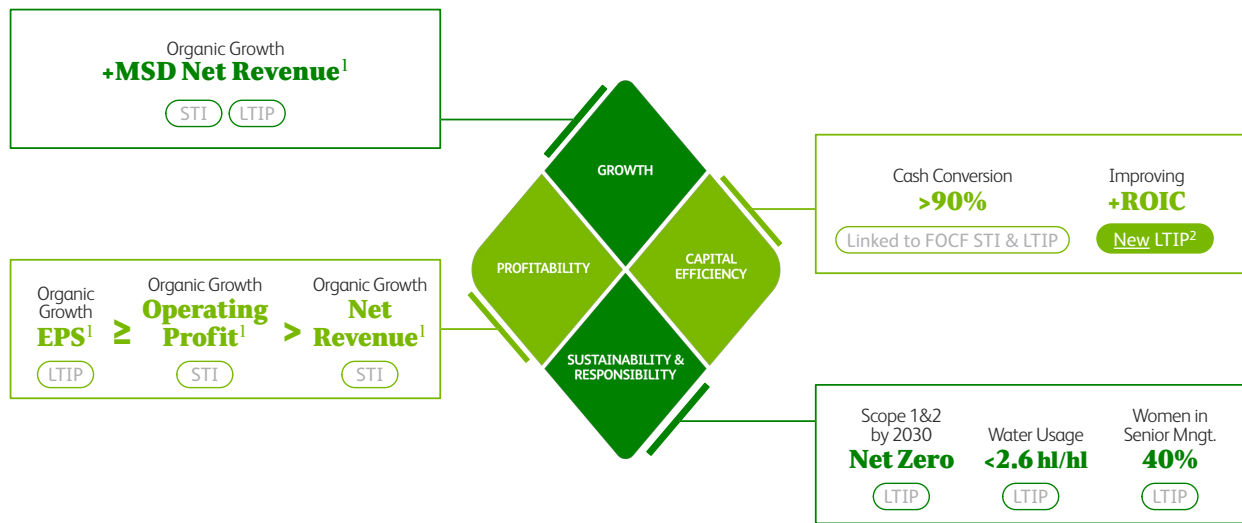 Organic Growth
+MSD Net Revenue¹
STI LTIP
GROWTH
Cash Conversion
>90%
Linked to FOCF STI & LTIP
Improving
+ROIC
New LTIP²
PROFITABILITY
CAPITAL
EFFICIENCY
Organic
Growth
EPS¹
LTIP
≥
Organic Growth
Operating
Profit¹
STI
>
Organic Growth
Net
Revenue¹
STI
SUSTAINABILITY &
RESPONSIBILITY
Scope 1&2
by 2030
Net Zero
LTIP
Water Usage
<2.6 hl/hl
LTIP
Women in
Senior Mngt.
40%
LTIP